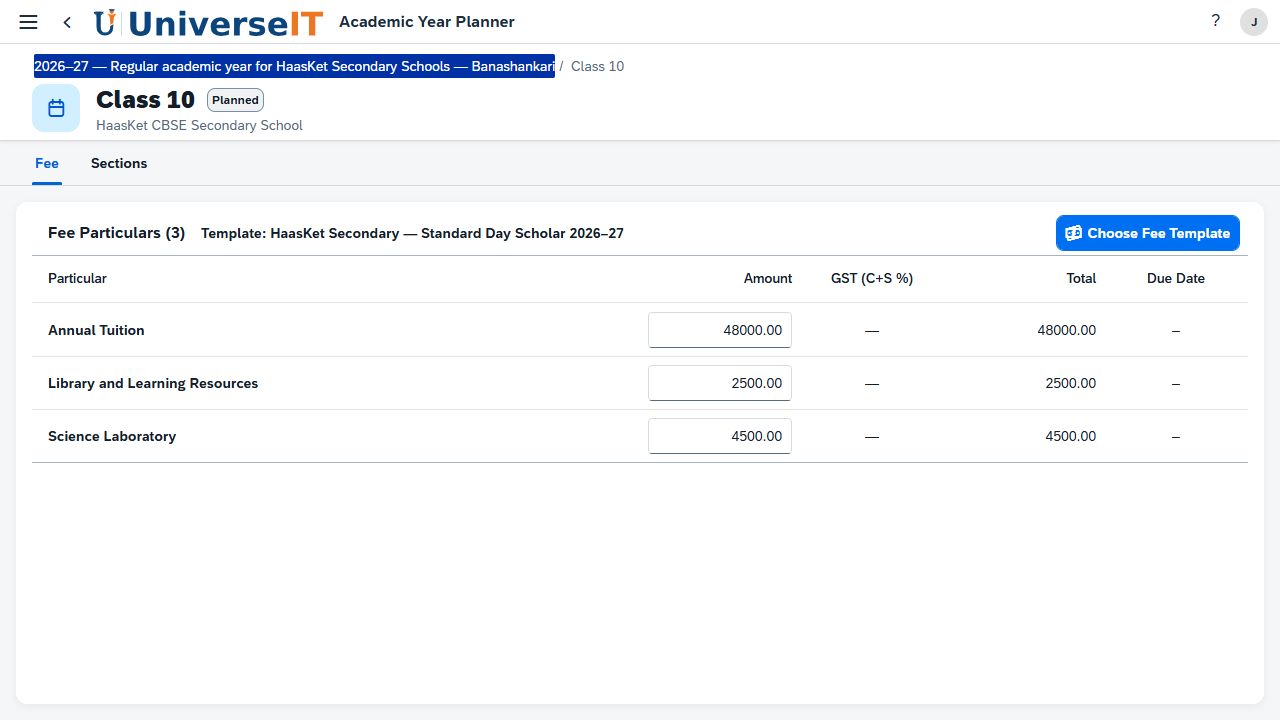 UniverseIT Academic Year Planner ? J
2026–27 — Regular academic year for HaasKet Secondary Schools — Banashankari / Class 10
Class 10 Planned
HaasKet CBSE Secondary School
Fee Sections
Fee Particulars (3) Template: HaasKet Secondary — Standard Day Scholar 2026–27 Choose Fee Template
Particular Amount GST (C+S %) Total Due Date
Annual Tuition 48000.00 — 48000.00 –
Library and Learning Resources 2500.00 — 2500.00 –
Science Laboratory 4500.00 — 4500.00 –